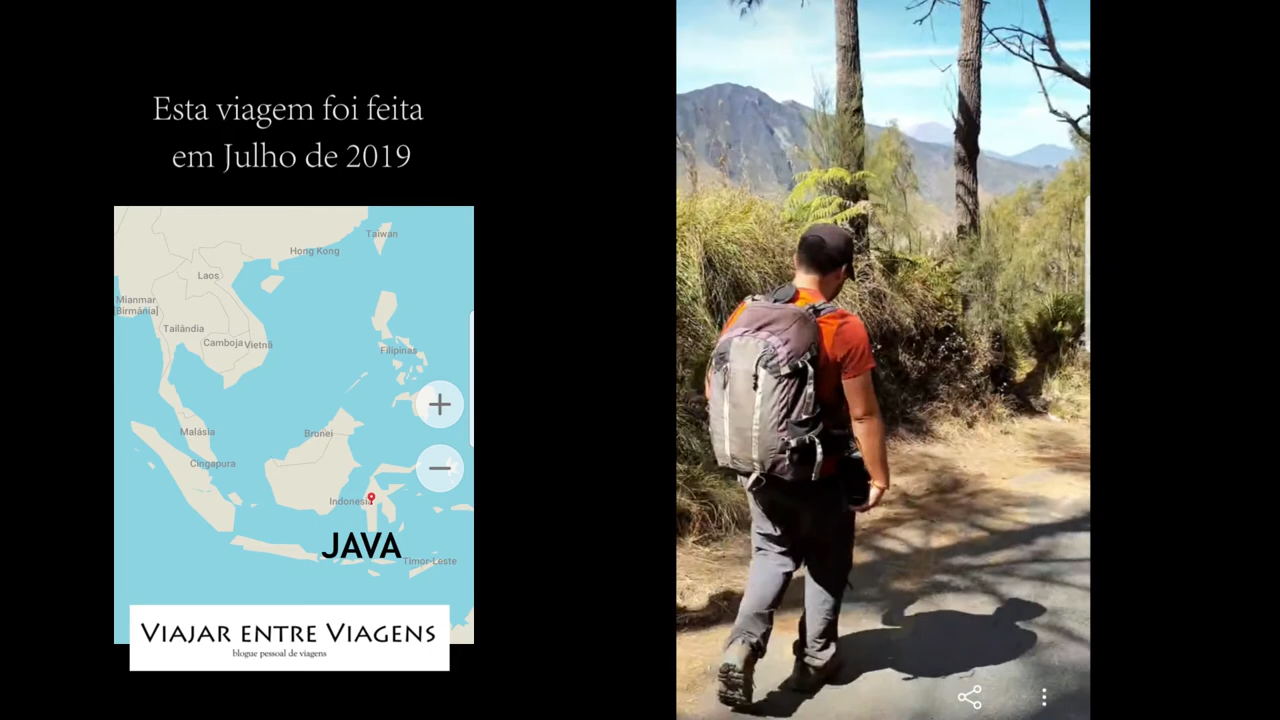 Esta viagem foi feita
em Julho de 2019
Taiwan
Hong Kong
Laos
Mianmar
[Birmânia]
Tailândia
Camboja
Vietnã
Filipinas
Malásia
Bronei
Cingapura
Indonesia
JAVA
Timor-Leste
VIAJAR ENTRE VIAGENS
blogue pessoal de viagens